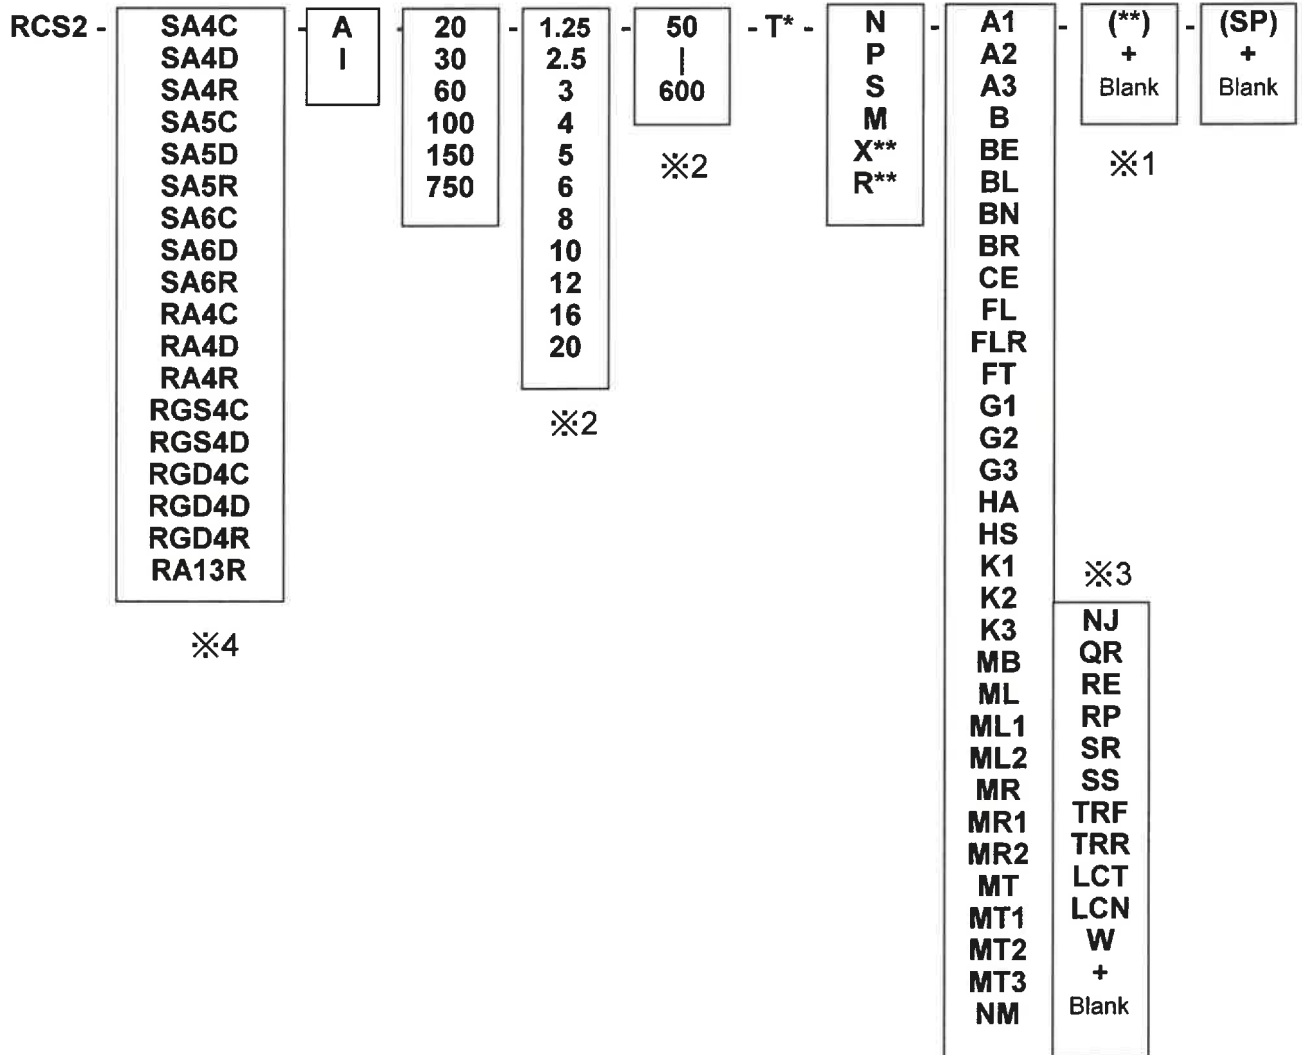 RCS2 - SA4C - A - 20 - 1.25 - 50 - T* - N - A1 - (**) - (SP)
SA4D I 30 2.5 | P A2 + +
SA4R 60 3 600 S A3 Blank Blank
SA5C 100 4 M B
SA5D 150 5 ※2 X** BE ※1
SA5R 750 6 R** BL
SA6C 8 BN
SA6D 10 BR
SA6R 12 CE
RA4C 16 FL
RA4D 20 FLR
RA4R FT
RGS4C ※2 G1
RGS4D G2
RGD4C G3
RGD4D HA
RGD4R HS
RA13R K1 ※3
K2
※4 K3 NJ
MB QR
ML RE
ML1 RP
ML2 SR
MR SS
MR1 TRF
MR2 TRR
MT LCT
MT1 LCN
MT2 W
MT3 +
NM Blank